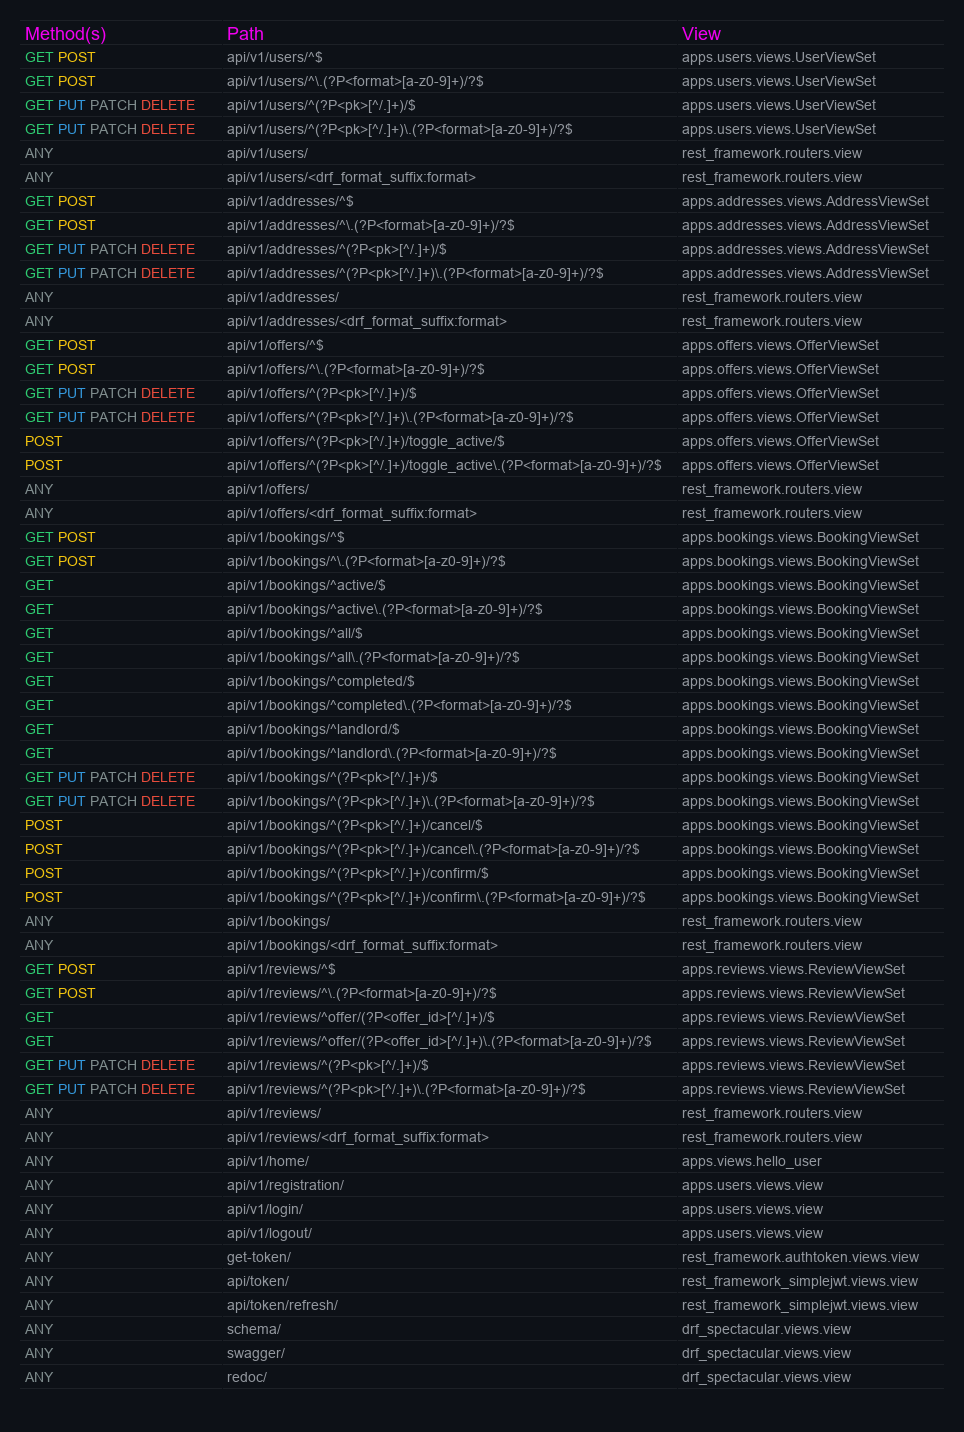 Method(s) Path View
GET POST api/v1/users/^$ apps.users.views.UserViewSet
GET POST api/v1/users/^\.(?P<format>[a-z0-9]+)/?$ apps.users.views.UserViewSet
GET PUT PATCH DELETE api/v1/users/^(?P<pk>[^/.]+)/$ apps.users.views.UserViewSet
GET PUT PATCH DELETE api/v1/users/^(?P<pk>[^/.]+)\.(?P<format>[a-z0-9]+)/?$ apps.users.views.UserViewSet
ANY api/v1/users/ rest_framework.routers.view
ANY api/v1/users/<drf_format_suffix:format> rest_framework.routers.view
GET POST api/v1/addresses/^$ apps.addresses.views.AddressViewSet
GET POST api/v1/addresses/^\.(?P<format>[a-z0-9]+)/?$ apps.addresses.views.AddressViewSet
GET PUT PATCH DELETE api/v1/addresses/^(?P<pk>[^/.]+)/$ apps.addresses.views.AddressViewSet
GET PUT PATCH DELETE api/v1/addresses/^(?P<pk>[^/.]+)\.(?P<format>[a-z0-9]+)/?$ apps.addresses.views.AddressViewSet
ANY api/v1/addresses/ rest_framework.routers.view
ANY api/v1/addresses/<drf_format_suffix:format> rest_framework.routers.view
GET POST api/v1/offers/^$ apps.offers.views.OfferViewSet
GET POST api/v1/offers/^\.(?P<format>[a-z0-9]+)/?$ apps.offers.views.OfferViewSet
GET PUT PATCH DELETE api/v1/offers/^(?P<pk>[^/.]+)/$ apps.offers.views.OfferViewSet
GET PUT PATCH DELETE api/v1/offers/^(?P<pk>[^/.]+)\.(?P<format>[a-z0-9]+)/?$ apps.offers.views.OfferViewSet
POST api/v1/offers/^(?P<pk>[^/.]+)/toggle_active/$ apps.offers.views.OfferViewSet
POST api/v1/offers/^(?P<pk>[^/.]+)/toggle_active\.(?P<format>[a-z0-9]+)/?$ apps.offers.views.OfferViewSet
ANY api/v1/offers/ rest_framework.routers.view
ANY api/v1/offers/<drf_format_suffix:format> rest_framework.routers.view
GET POST api/v1/bookings/^$ apps.bookings.views.BookingViewSet
GET POST api/v1/bookings/^\.(?P<format>[a-z0-9]+)/?$ apps.bookings.views.BookingViewSet
GET api/v1/bookings/^active/$ apps.bookings.views.BookingViewSet
GET api/v1/bookings/^active\.(?P<format>[a-z0-9]+)/?$ apps.bookings.views.BookingViewSet
GET api/v1/bookings/^all/$ apps.bookings.views.BookingViewSet
GET api/v1/bookings/^all\.(?P<format>[a-z0-9]+)/?$ apps.bookings.views.BookingViewSet
GET api/v1/bookings/^completed/$ apps.bookings.views.BookingViewSet
GET api/v1/bookings/^completed\.(?P<format>[a-z0-9]+)/?$ apps.bookings.views.BookingViewSet
GET api/v1/bookings/^landlord/$ apps.bookings.views.BookingViewSet
GET api/v1/bookings/^landlord\.(?P<format>[a-z0-9]+)/?$ apps.bookings.views.BookingViewSet
GET PUT PATCH DELETE api/v1/bookings/^(?P<pk>[^/.]+)/$ apps.bookings.views.BookingViewSet
GET PUT PATCH DELETE api/v1/bookings/^(?P<pk>[^/.]+)\.(?P<format>[a-z0-9]+)/?$ apps.bookings.views.BookingViewSet
POST api/v1/bookings/^(?P<pk>[^/.]+)/cancel/$ apps.bookings.views.BookingViewSet
POST api/v1/bookings/^(?P<pk>[^/.]+)/cancel\.(?P<format>[a-z0-9]+)/?$ apps.bookings.views.BookingViewSet
POST api/v1/bookings/^(?P<pk>[^/.]+)/confirm/$ apps.bookings.views.BookingViewSet
POST api/v1/bookings/^(?P<pk>[^/.]+)/confirm\.(?P<format>[a-z0-9]+)/?$ apps.bookings.views.BookingViewSet
ANY api/v1/bookings/ rest_framework.routers.view
ANY api/v1/bookings/<drf_format_suffix:format> rest_framework.routers.view
GET POST api/v1/reviews/^$ apps.reviews.views.ReviewViewSet
GET POST api/v1/reviews/^\.(?P<format>[a-z0-9]+)/?$ apps.reviews.views.ReviewViewSet
GET api/v1/reviews/^offer/(?P<offer_id>[^/.]+)/$ apps.reviews.views.ReviewViewSet
GET api/v1/reviews/^offer/(?P<offer_id>[^/.]+)\.(?P<format>[a-z0-9]+)/?$ apps.reviews.views.ReviewViewSet
GET PUT PATCH DELETE api/v1/reviews/^(?P<pk>[^/.]+)/$ apps.reviews.views.ReviewViewSet
GET PUT PATCH DELETE api/v1/reviews/^(?P<pk>[^/.]+)\.(?P<format>[a-z0-9]+)/?$ apps.reviews.views.ReviewViewSet
ANY api/v1/reviews/ rest_framework.routers.view
ANY api/v1/reviews/<drf_format_suffix:format> rest_framework.routers.view
ANY api/v1/home/ apps.views.hello_user
ANY api/v1/registration/ apps.users.views.view
ANY api/v1/login/ apps.users.views.view
ANY api/v1/logout/ apps.users.views.view
ANY get-token/ rest_framework.authtoken.views.view
ANY api/token/ rest_framework_simplejwt.views.view
ANY api/token/refresh/ rest_framework_simplejwt.views.view
ANY schema/ drf_spectacular.views.view
ANY swagger/ drf_spectacular.views.view
ANY redoc/ drf_spectacular.views.view